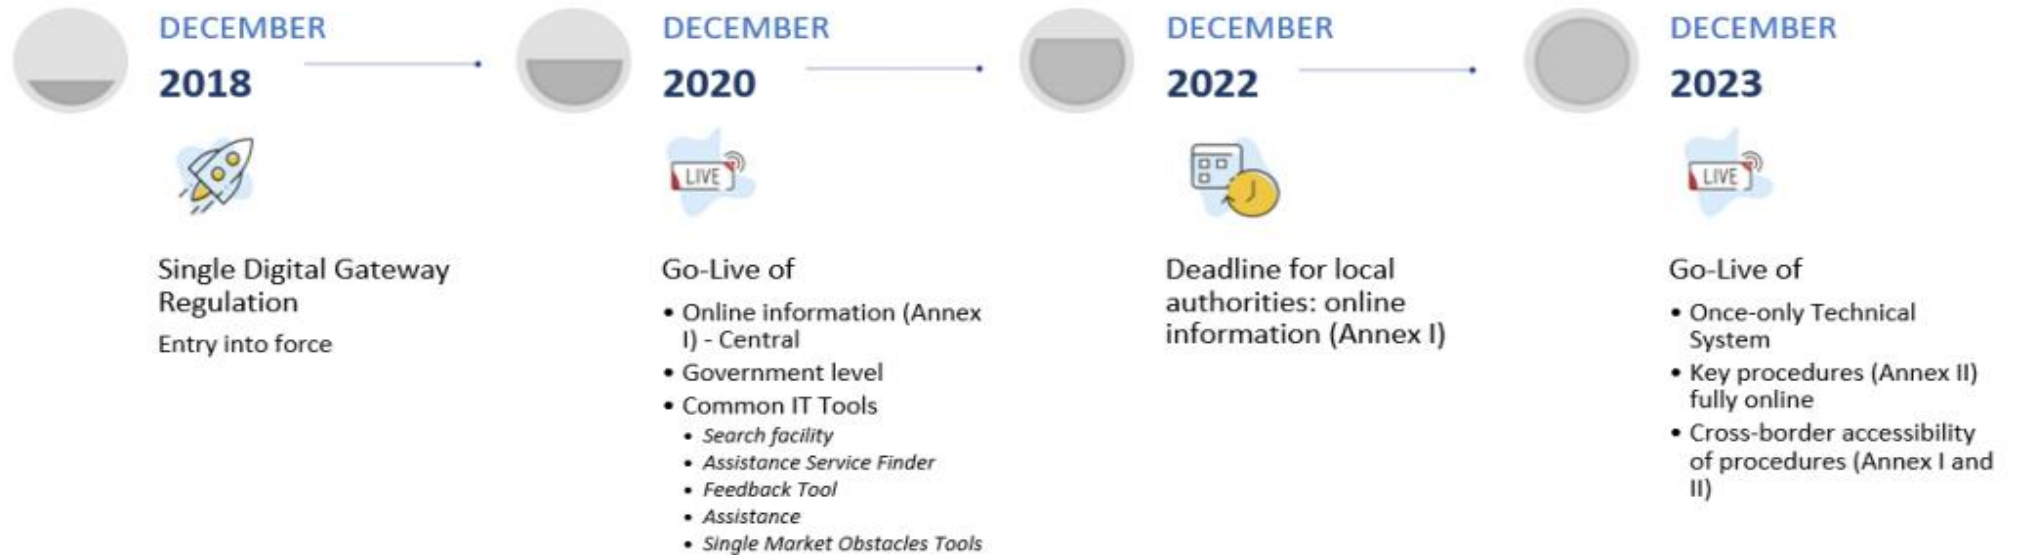 DECEMBER
2018
Single Digital Gateway
Regulation
Entry into force
DECEMBER
2020
LIVE
Go-Live of
• Online information (Annex
I) - Central
• Government level
• Common IT Tools
• Search facility
• Assistance Service Finder
• Feedback Tool
• Assistance
• Single Market Obstacles Tools
DECEMBER
2022
Deadline for local
authorities: online
information (Annex I)
DECEMBER
2023
LIVE
Go-Live of
• Once-only Technical
System
• Key procedures (Annex II)
fully online
• Cross-border accessibility
of procedures (Annex I and
II)